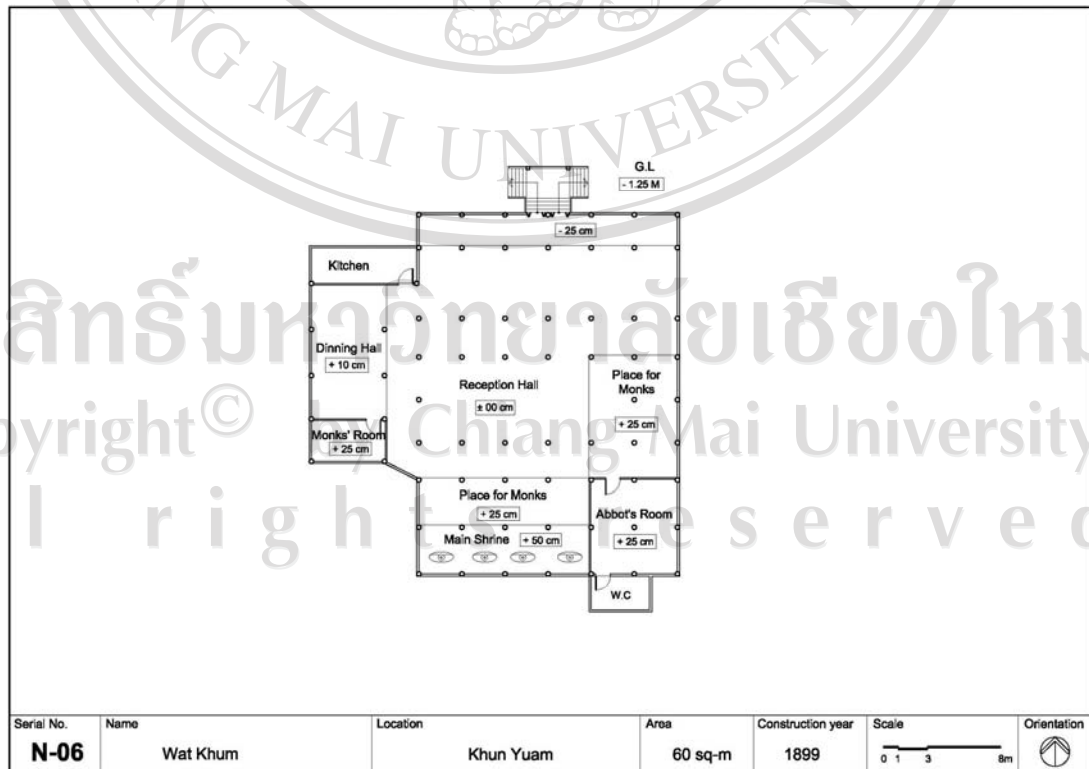 NG MAI UNIVERSITY
G.L
- 1.25 M
- 25 cm
Kitchen
Dinning Hall
+ 10 cm
Reception Hall
± 00 cm
Place for
Monks
+ 25 cm
Monks' Room
+ 25 cm
Place for Monks
+ 25 cm
Abbot's Room
+ 25 cm
Main Shrine
+ 50 cm
W.C
สิทธิ์มหาวิทยาลัยเชียงใหม
pyright© by Chiang Mai University
l rights reserved
Serial No. Name Location Area Construction year Scale Orientation
N-06 Wat Khum Khun Yuam 60 sq-m 1899 0 1 3 8m